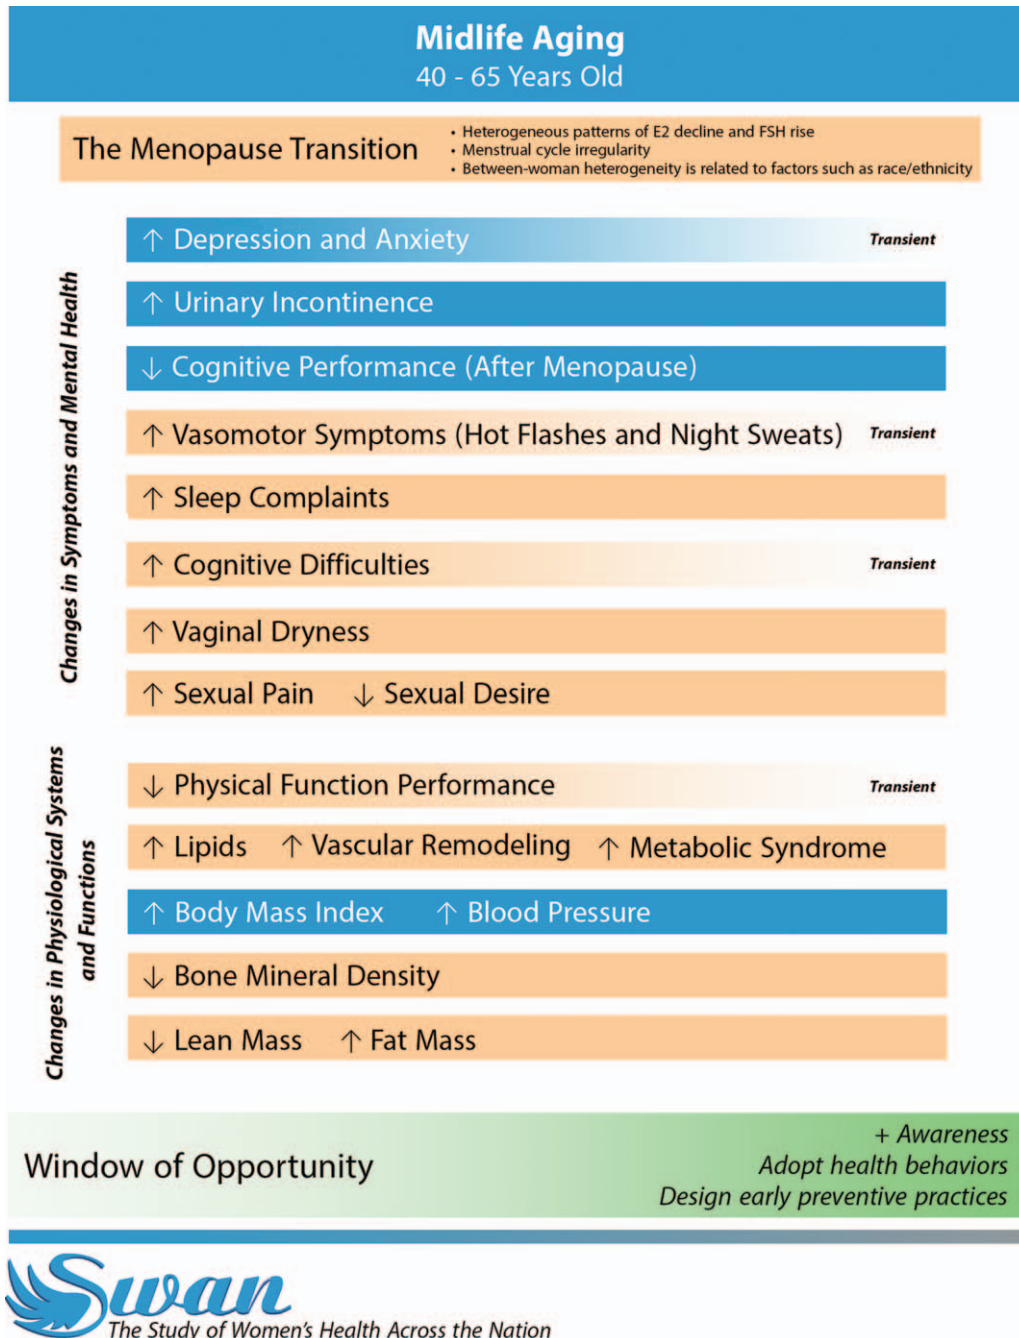 Midlife Aging
40 - 65 Years Old
The Menopause Transition
• Heterogeneous patterns of E2 decline and FSH rise
• Menstrual cycle irregularity
• Between-woman heterogeneity is related to factors such as race/ethnicity
Changes in Symptoms and Mental Health
↑ Depression and Anxiety Transient
↑ Urinary Incontinence
↓ Cognitive Performance (After Menopause)
↑ Vasomotor Symptoms (Hot Flashes and Night Sweats) Transient
↑ Sleep Complaints
↑ Cognitive Difficulties Transient
↑ Vaginal Dryness
↑ Sexual Pain ↓ Sexual Desire
Changes in Physiological Systems
and Functions
↓ Physical Function Performance Transient
↑ Lipids ↑ Vascular Remodeling ↑ Metabolic Syndrome
↑ Body Mass Index ↑ Blood Pressure
↓ Bone Mineral Density
↓ Lean Mass ↑ Fat Mass
Window of Opportunity
+ Awareness
Adopt health behaviors
Design early preventive practices
Swan
The Study of Women's Health Across the Nation